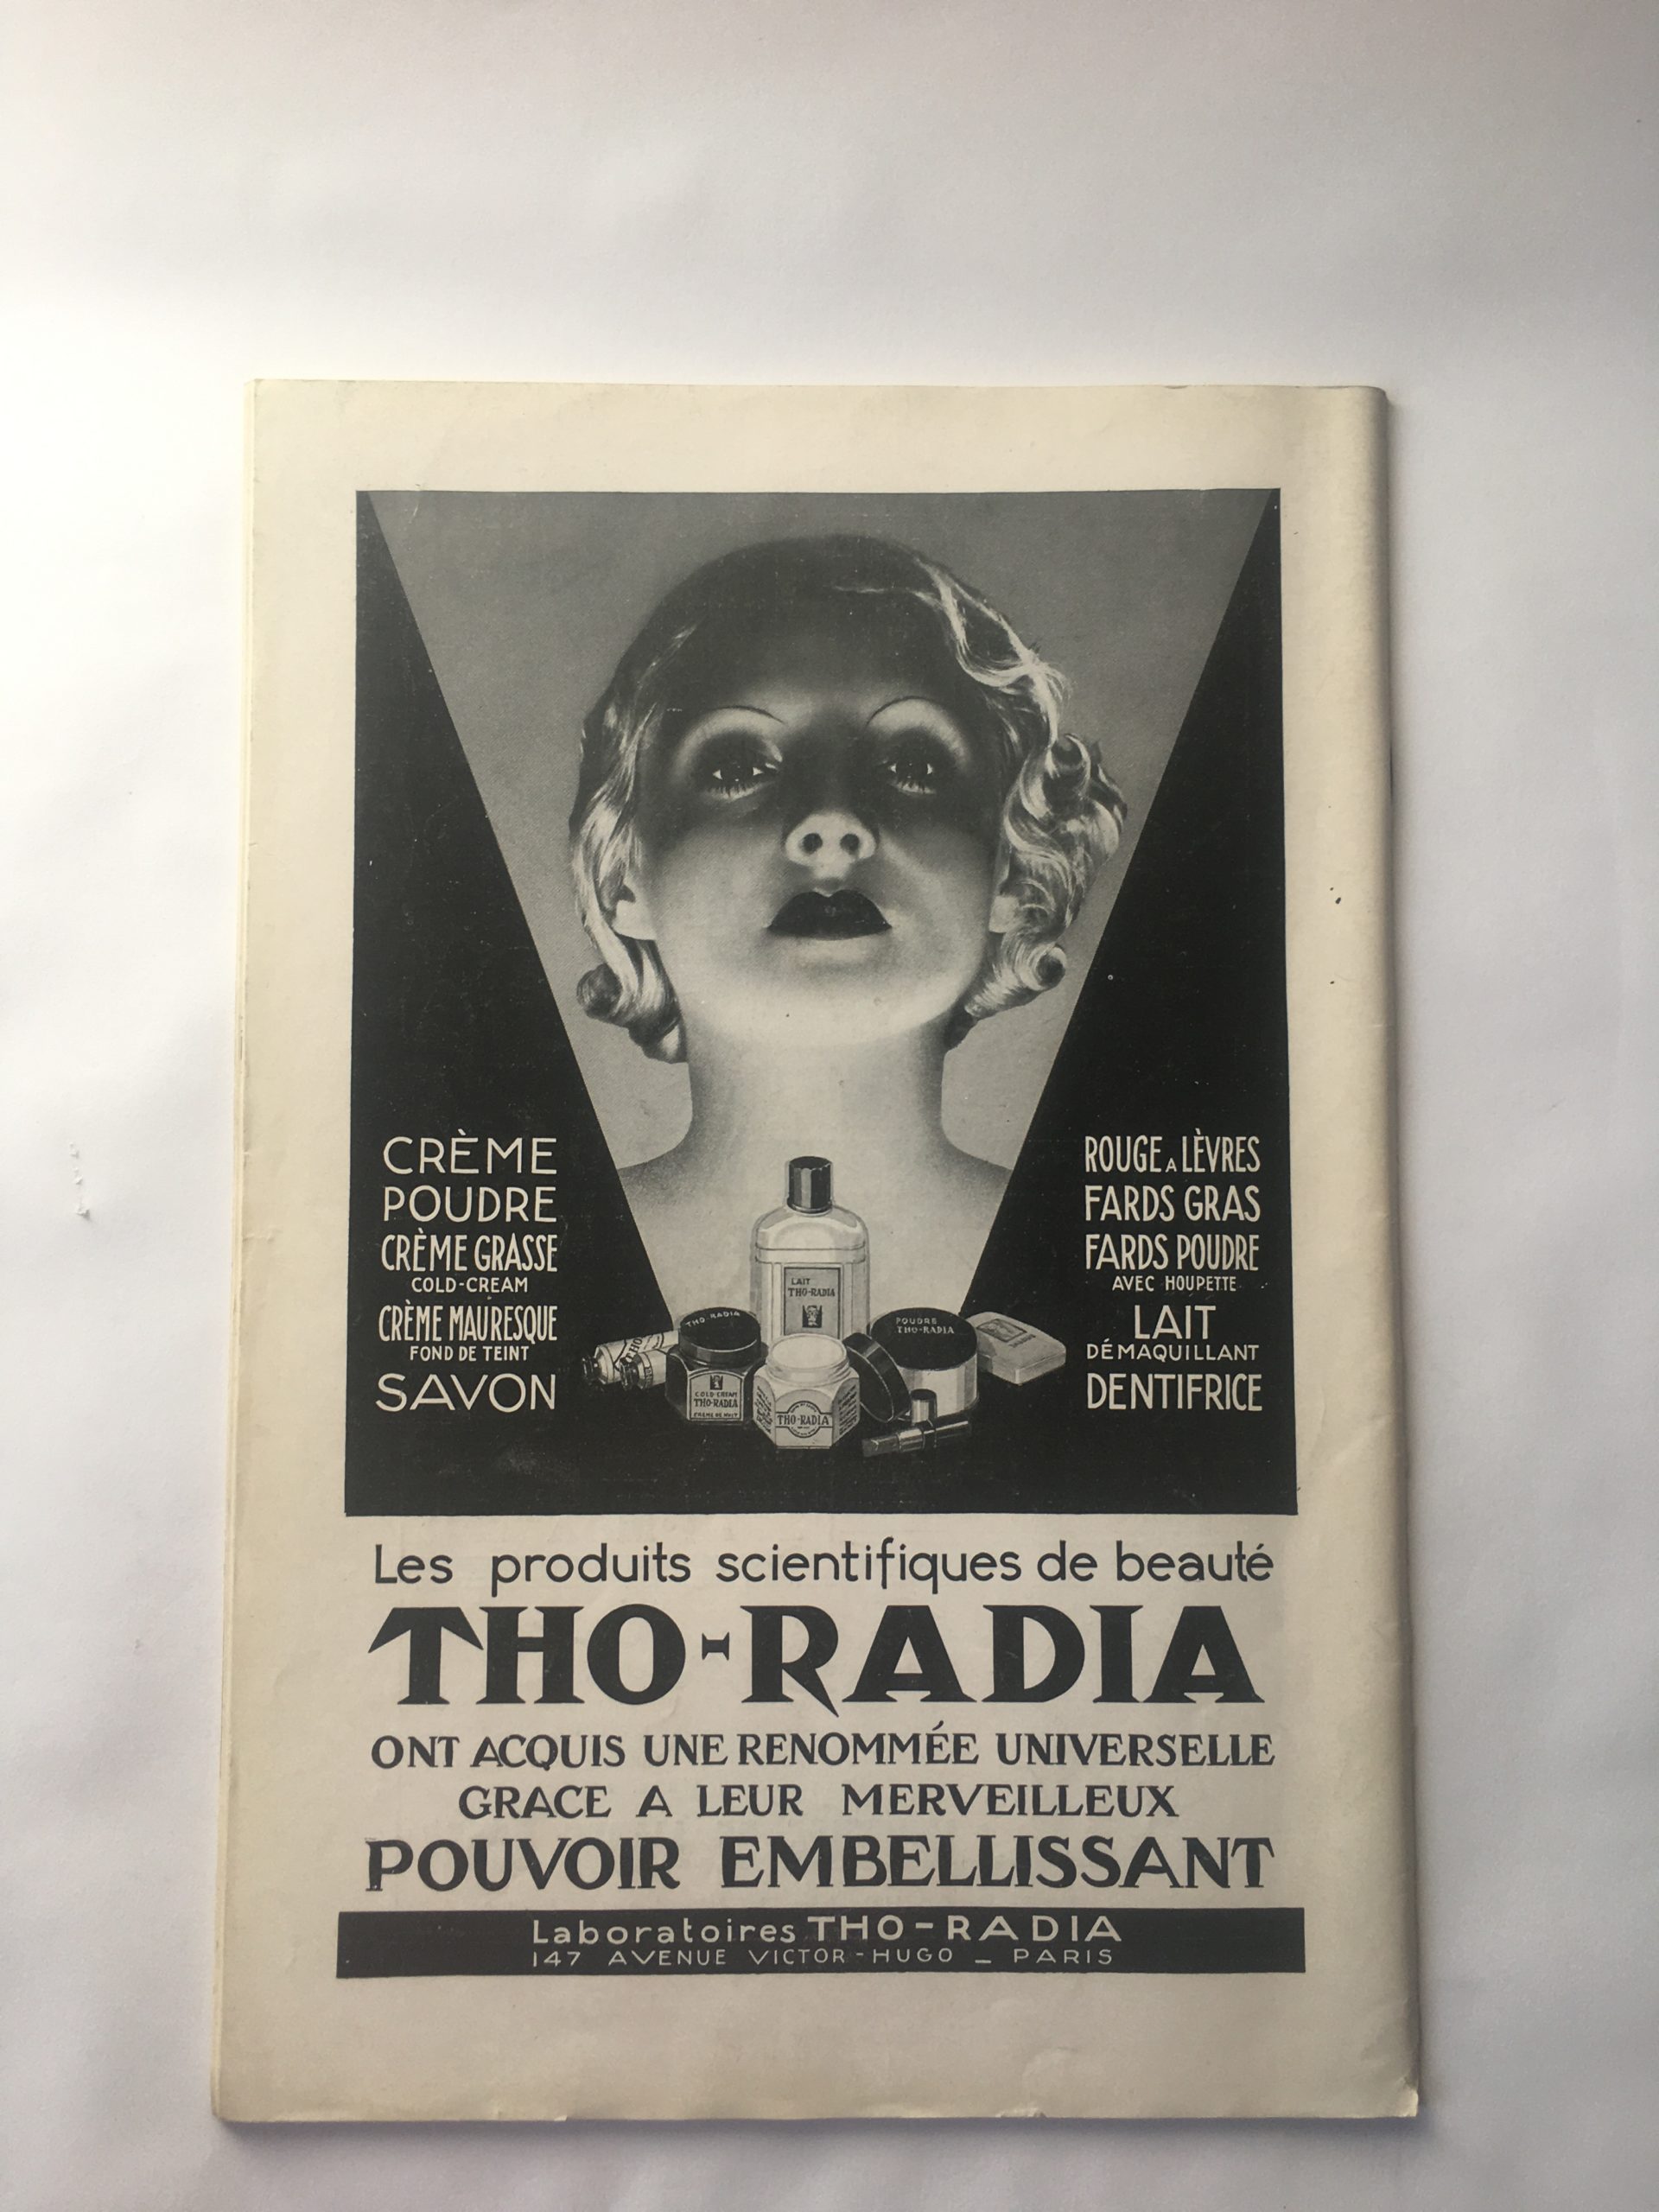 CRÈME
POUDRE
CRÈME GRASSE
COLD-CREAM
CRÈME MAURESQUE
FOND DE TEINT
SAVON
ROUGE A LÈVRES
FARDS GRAS
FARDS POUDRE
AVEC HOUPETTE
LAIT
DÉMAQUILLANT
DENTIFRICE
LAIT
THO-RADIA
THO-RADIA
POUDRE
THO-RADIA
COLD-CREAM
THO-RADIA
CRÈME DE NUIT
THO-RADIA
Les produits scientifiques de beauté
THO-RADIA
ONT ACQUIS UNE RENOMMÉE UNIVERSELLE
GRACE A LEUR MERVEILLEUX
POUVOIR EMBELLISSANT
Laboratoires THO-RADIA
147 AVENUE VICTOR-HUGO _ PARIS